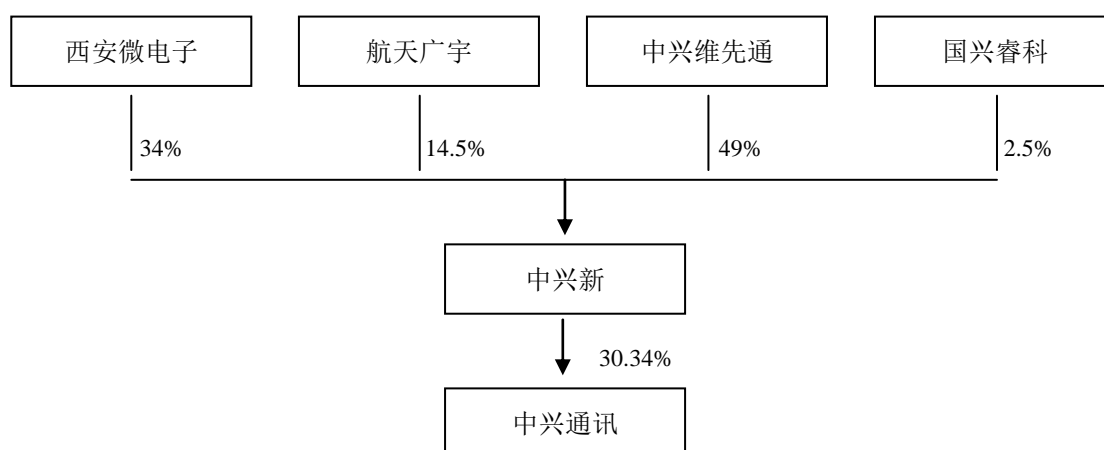 西安微电子
航天广宇
中兴维先通
国兴睿科
34%
14.5%
49%
2.5%
中兴新
30.34%
中兴通讯